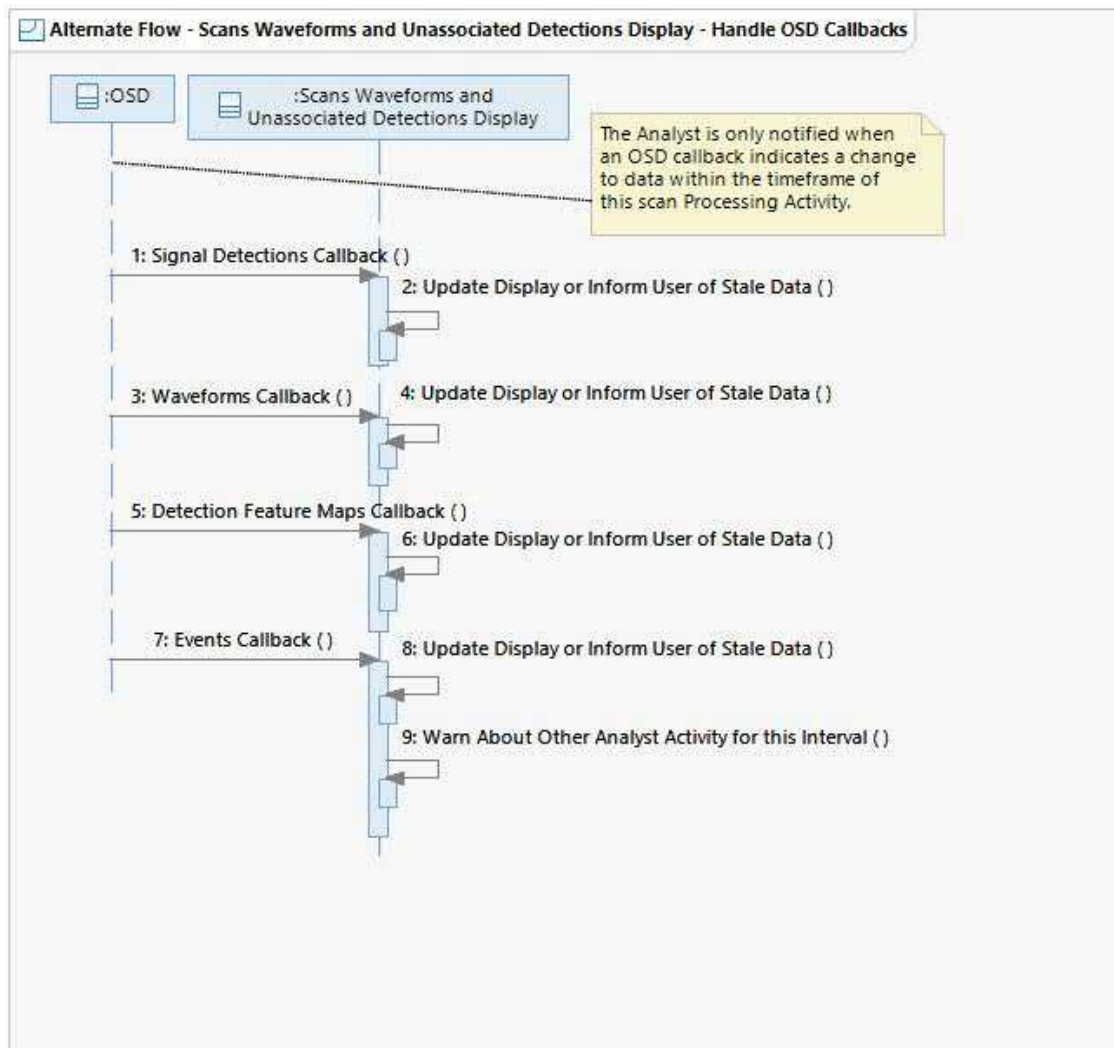 Alternate Flow - Scans Waveforms and Unassociated Detections Display - Handle OSD Callbacks
:OSD
:Scans Waveforms and
Unassociated Detections Display
The Analyst is only notified when
an OSD callback indicates a change
to data within the timeframe of
this scan Processing Activity.
1: Signal Detections Callback ( )
2: Update Display or Inform User of Stale Data ( )
3: Waveforms Callback ( )
4: Update Display or Inform User of Stale Data ( )
5: Detection Feature Maps Callback ( )
6: Update Display or Inform User of Stale Data ( )
7: Events Callback ( )
8: Update Display or Inform User of Stale Data ( )
9: Warn About Other Analyst Activity for this Interval ( )